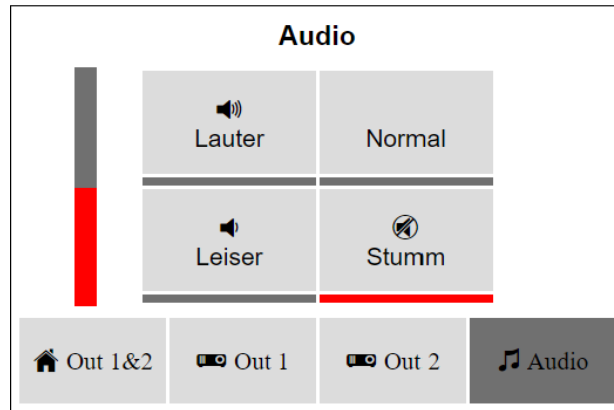 Audio
Lauter
Normal
Leiser
Stumm
Out 1&2
Out 1
Out 2
Audio